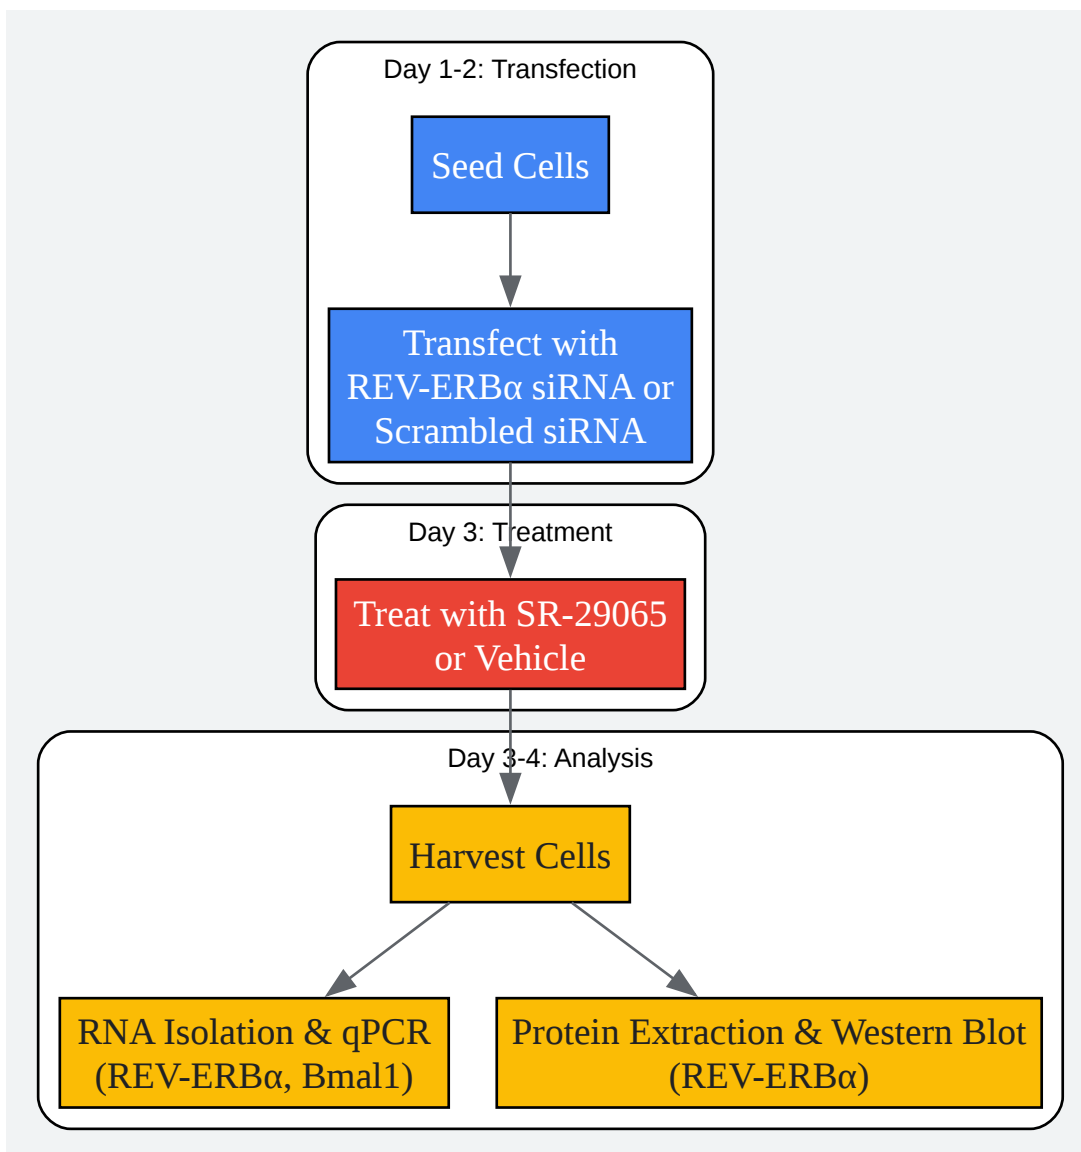 Day 1-2: Transfection
Seed Cells
Transfect with
REV-ERBα siRNA or
Scrambled siRNA
Day 3: Treatment
Treat with SR-29065
or Vehicle
Day 3-4: Analysis
Harvest Cells
RNA Isolation & qPCR
(REV-ERBα, Bmal1)
Protein Extraction & Western Blot
(REV-ERBα)